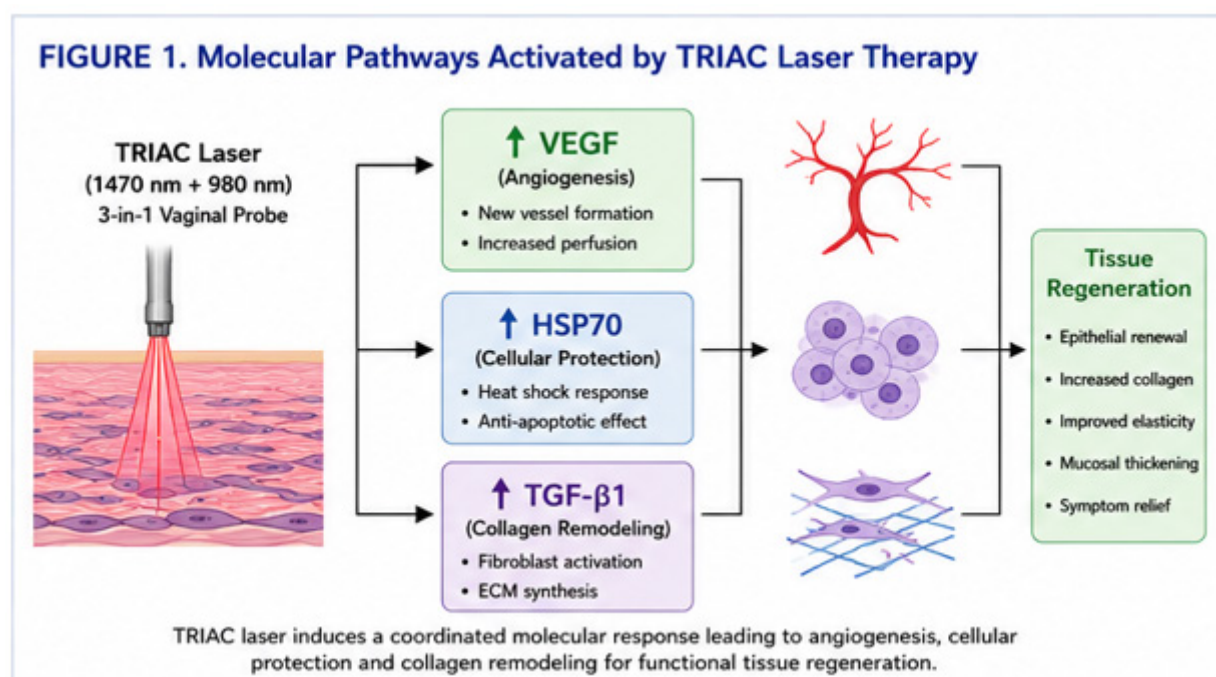 FIGURE 1. Molecular Pathways Activated by TRIAC Laser Therapy
TRIAC Laser
(1470 nm + 980 nm)
3-in-1 Vaginal Probe
↑ VEGF
(Angiogenesis)
• New vessel formation
• Increased perfusion
↑ HSP70
(Cellular Protection)
• Heat shock response
• Anti-apoptotic effect
↑ TGF-β1
(Collagen Remodeling)
• Fibroblast activation
• ECM synthesis
Tissue
Regeneration
• Epithelial renewal
• Increased collagen
• Improved elasticity
• Mucosal thickening
• Symptom relief
TRIAC laser induces a coordinated molecular response leading to angiogenesis, cellular
protection and collagen remodeling for functional tissue regeneration.